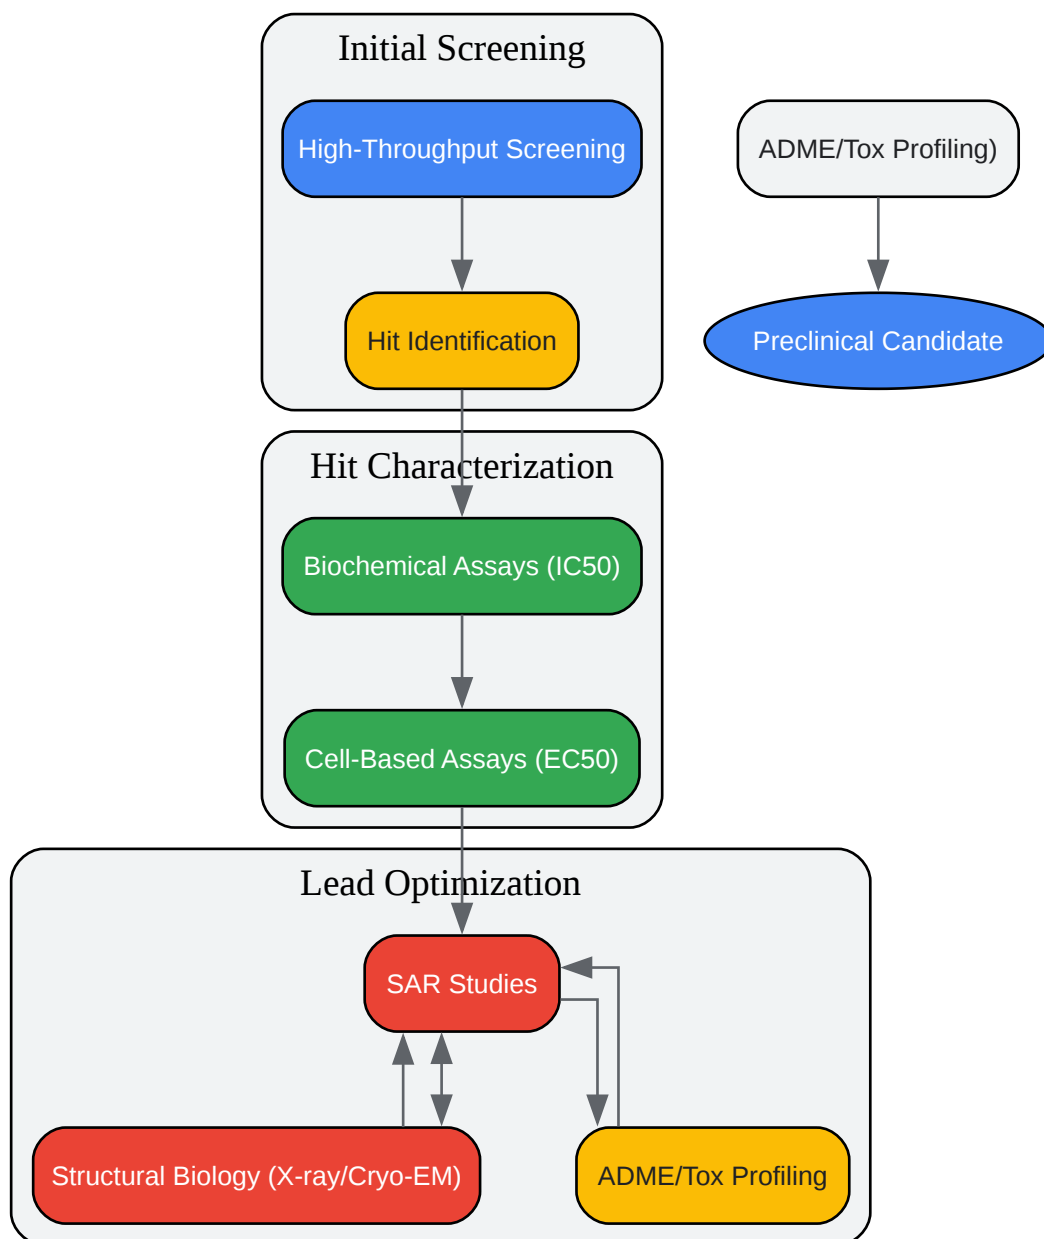 Initial Screening
High-Throughput Screening
ADME/Tox Profiling)
Hit Identification
Preclinical Candidate
Hit Characterization
Biochemical Assays (IC50)
Cell-Based Assays (EC50)
Lead Optimization
SAR Studies
Structural Biology (X-ray/Cryo-EM)
ADME/Tox Profiling